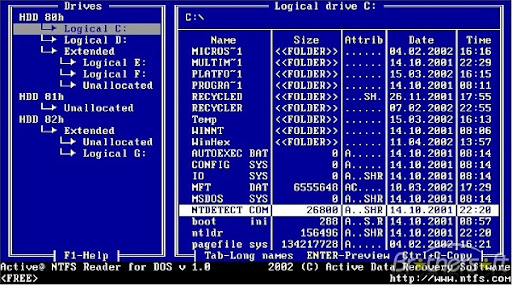 Drives
HDD 80h
Logical C:
Logical D:
Extended
Logical E:
Logical F:
Unallocated
HDD 81h
Unallocated
HDD 82h
Extended
Unallocated
Logical G:
F1-Help
Logical drive C:
C:\
Name Size Attrib Date Time
MICROS~1 <<FOLDER>> ...... 04.02.2002 16:16
MULTIM~1 <<FOLDER>> ...... 14.10.2001 22:29
PLATFO~1 <<FOLDER>> ...... 15.03.2002 16:15
PROGRA~1 <<FOLDER>> ...... 14.10.2001 08:11
RECYCLED <<FOLDER>> ...SH. 26.11.2001 17:55
RECYCLER <<FOLDER>> ...... 07.02.2002 22:55
Temp <<FOLDER>> ...... 15.03.2002 16:13
WINNT <<FOLDER>> ...... 14.10.2001 08:06
WinHex <<FOLDER>> ...... 11.04.2002 13:57
AUTOEXEC DAT 0 A..... 14.10.2001 08:14
CONFIG SYS 0 A..... 14.10.2001 08:14
IO SYS 0 A..SHR 14.10.2001 08:14
MFT DAT 6555648 AC.... 10.03.2002 17:29
MSDOS SYS 0 A..SHR 14.10.2001 08:14
NTDETECT COM 26800 A..SHR 14.10.2001 22:20
boot ini 288 A..S.R 14.10.2001 08:57
ntldr 156496 A..SHR 14.10.2001 22:20
pagefile sys 134217728 A..SH. 04.02.2002 16:21
Tab-Long names ENTER-Preview Ctrl+O-Copy
Active@ NTFS Reader for DOS v 1.0 2002 (C) Active Data Recovery Software
<FREE> http://www.ntfs.com